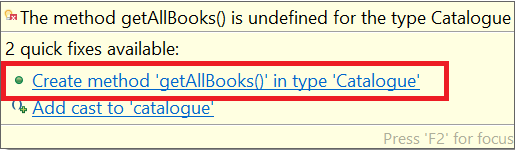 The method getAllBooks() is undefined for the type Catalogue
2 quick fixes available:
Create method 'getAllBooks()' in type 'Catalogue'
Add cast to 'catalogue'
Press 'F2' for focus